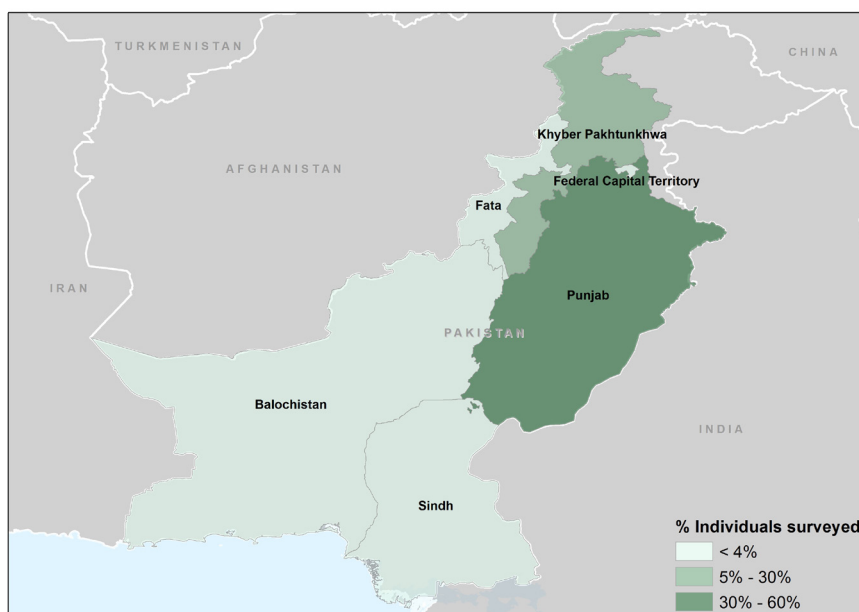 TURKMENISTAN
CHINA
Khyber Pakhtunkhwa
AFGHANISTAN
Federal Capital Territory
Fata
IRAN
Punjab
PAKISTAN
Balochistan
INDIA
Sindh
% Individuals surveyed
< 4%
5% - 30%
30% - 60%